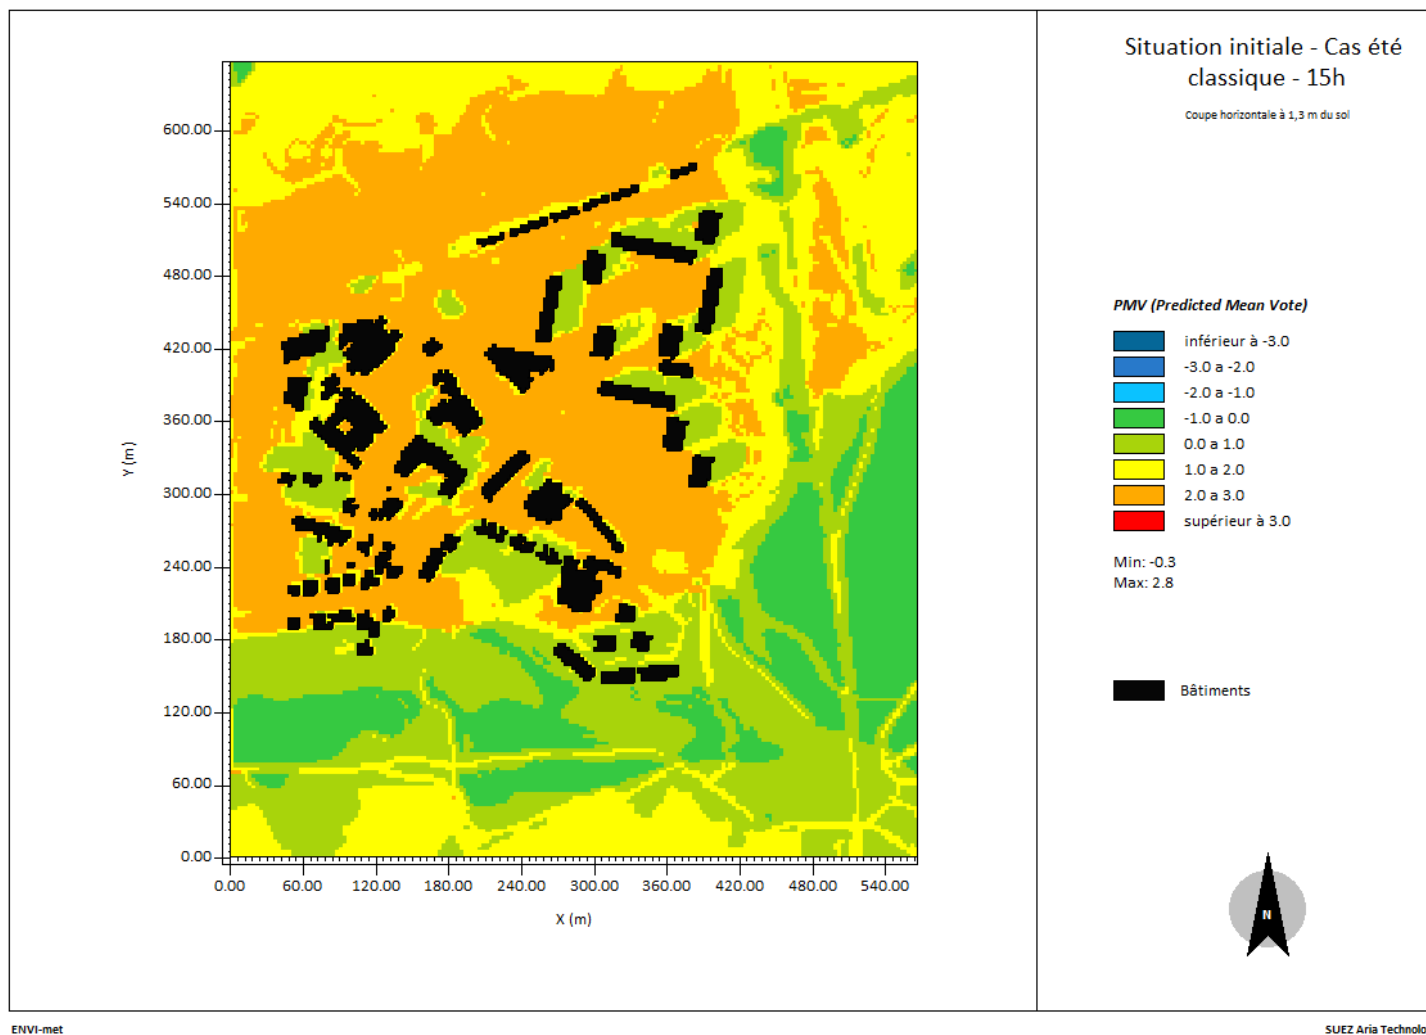 Situation initiale - Cas été
classique - 15h
Coupe horizontale à 1,3 m du sol
600.00
540.00
480.00
420.00
360.00
300.00
240.00
180.00
120.00
60.00
0.00
Y (m)
0.00 60.00 120.00 180.00 240.00 300.00 360.00 420.00 480.00 540.00
X (m)
PMV (Predicted Mean Vote)
inférieur à -3.0
-3.0 a -2.0
-2.0 a -1.0
-1.0 a 0.0
0.0 a 1.0
1.0 a 2.0
2.0 a 3.0
supérieur à 3.0
Min: -0.3
Max: 2.8
Bâtiments
N
ENVI-met
SUEZ Aria Technolo